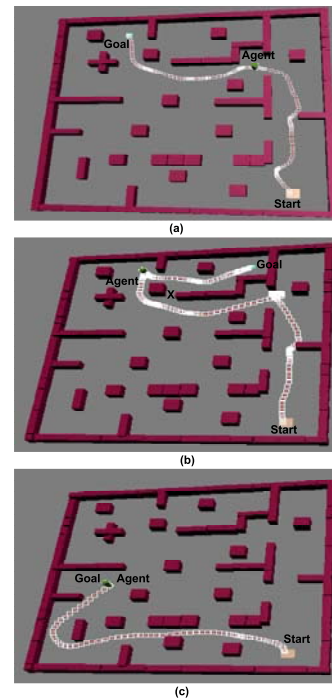 Goal
Agent
Start
(a)
Goal
Agent
X
Start
(b)
Goal Agent
Start
(c)